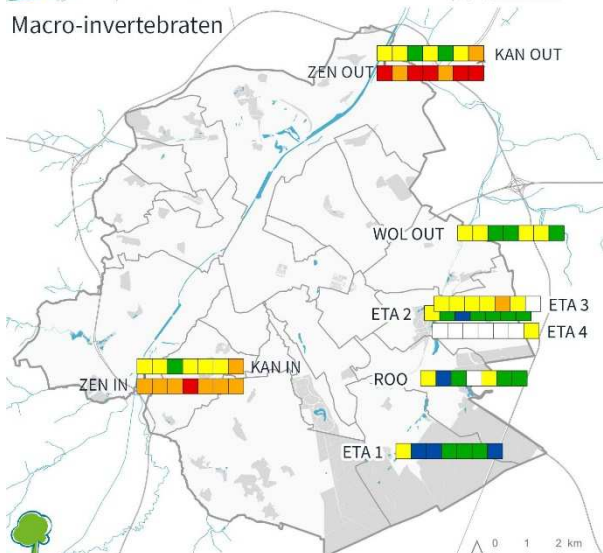 Macro-invertebraten
KAN OUT
ZEN OUT
WOL OUT
ETA 3
ETA 2
ETA 4
KAN IN
ROO
ZEN IN
ETA 1
0 1 2 km